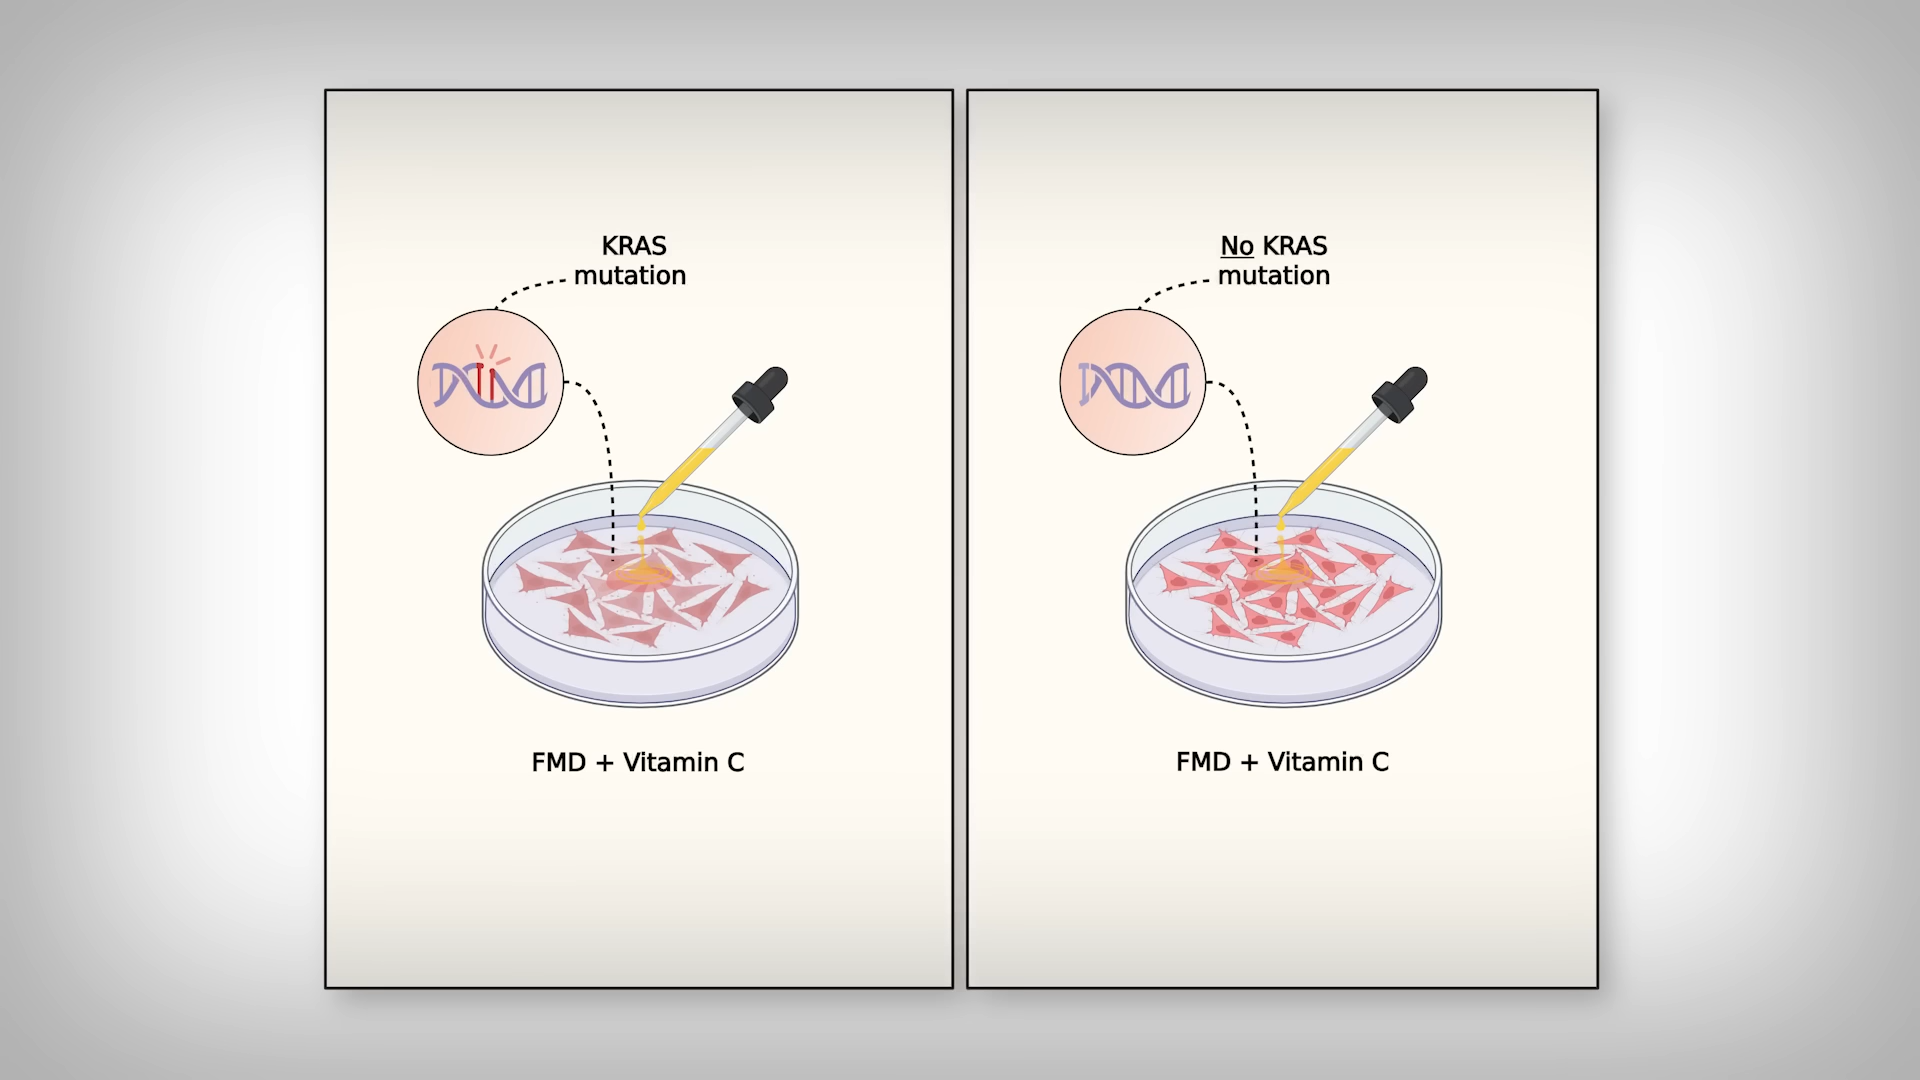 KRAS
mutation
FMD + Vitamin C
No KRAS
mutation
FMD + Vitamin C